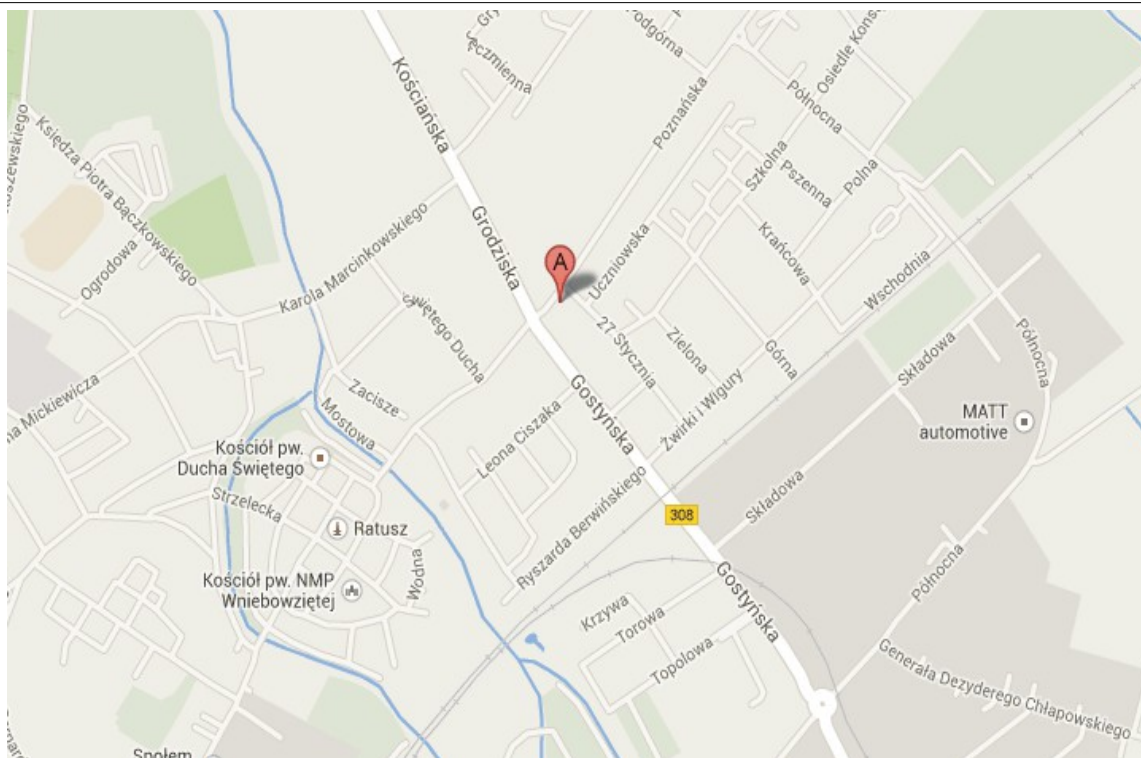 Jęczmienna
Podgórna
Osiedle Kons
Kościańska
Poznańska
Północna
Księdza Piotra Bączkowskiego
Szkolna
Pszenna
Polna
Ogrodowa
Karola Marcinkowskiego
Grodziska
A
Uczniowska
Krańcowa
Wschodnia
Świętego Ducha
27 Stycznia
Zielona
Górna
Składowa
Północna
Zacisze
Mostowa
Gostyńska
Żwirki i Wigury
MATT
automotive
Mickiewicza
Leona Ciszaka
Kościół pw.
Ducha Świętego
Strzelecka
Ratusz
Ryszarda Berwińskiego
308
Składowa
Kościół pw. NMP
Wniebowziętej
Wodna
Gostyńska
Północna
Krzywa
Torowa
Topolowa
Generała Dezyderego Chłapowskiego
Społem